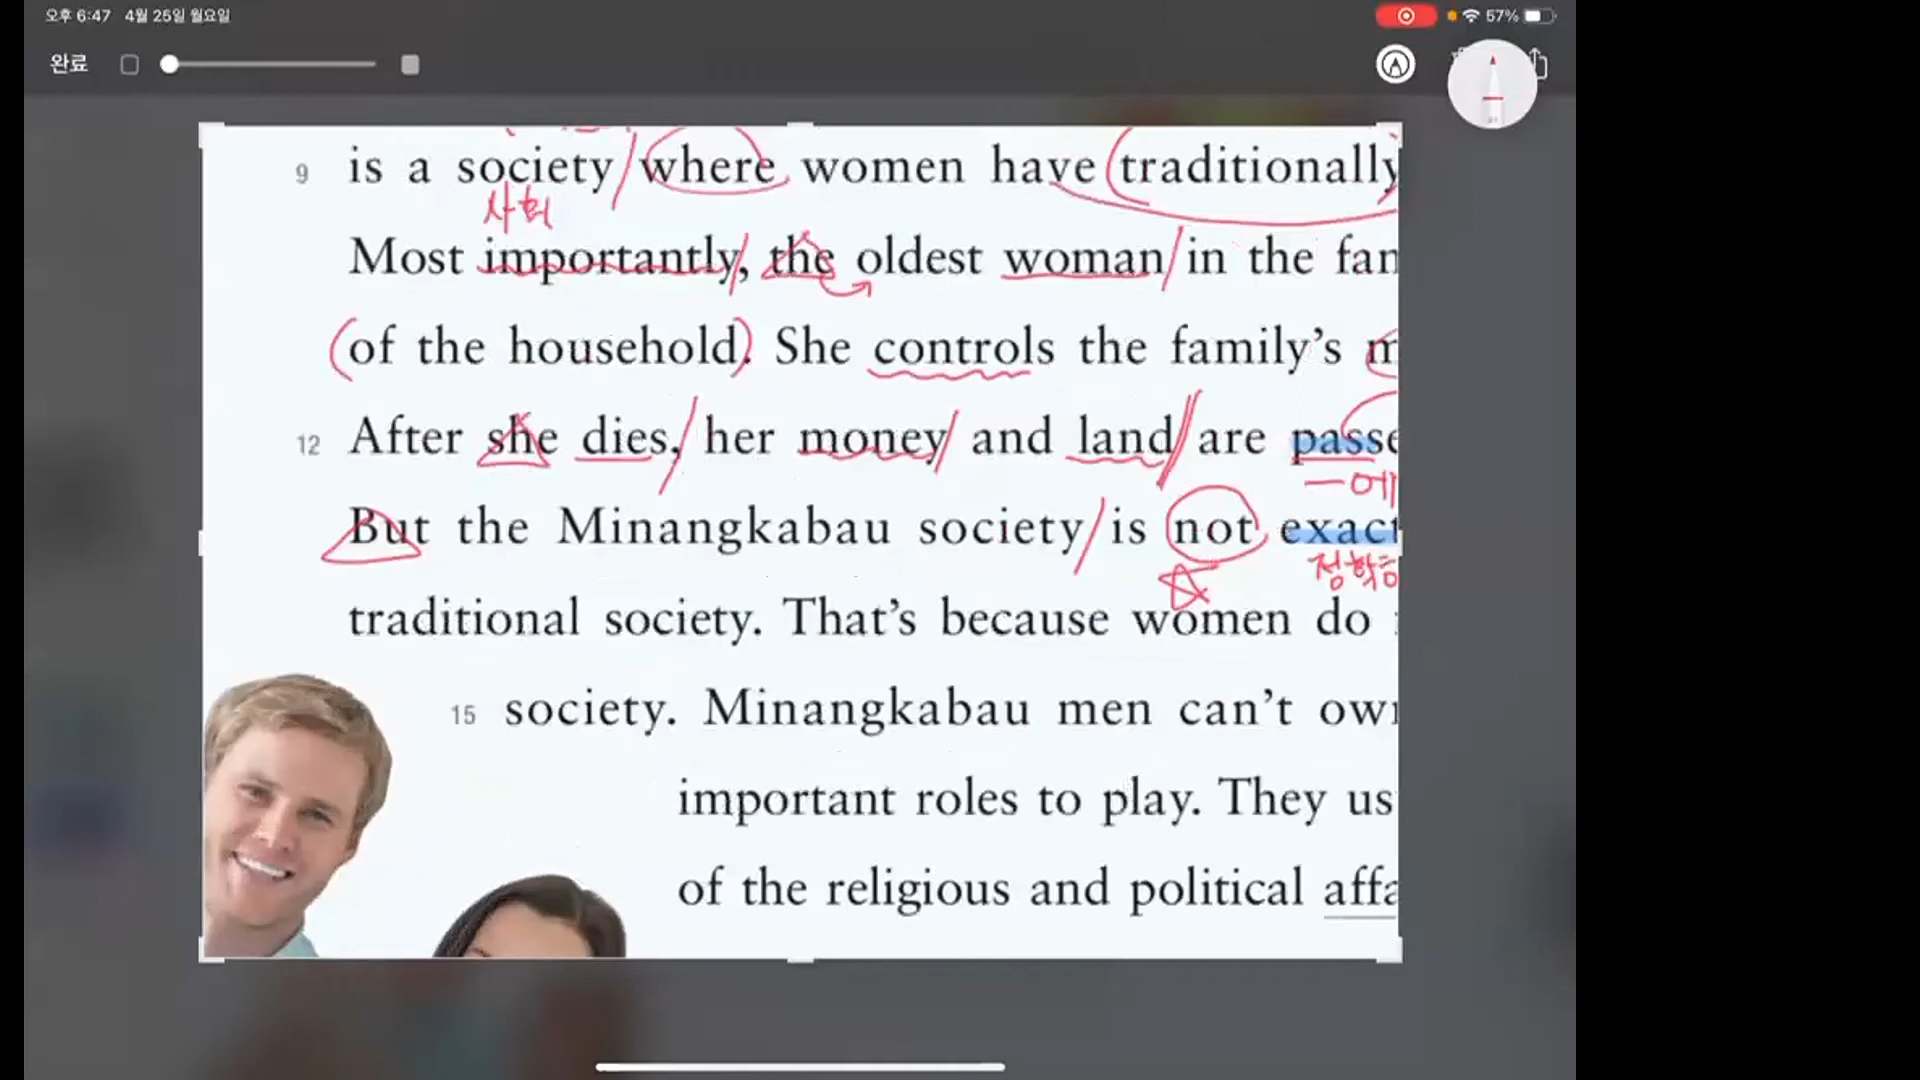 오후 6:47 4월 25일 월요일
57%
완료
9 is a society where women have traditionally
사회
Most importantly, the oldest woman in the fam
(of the household). She controls the family's m
12 After she dies, her money and land are passe
ㅡ에
But the Minangkabau society is not exact
정확히
traditional society. That's because women do
15 society. Minangkabau men can't own
important roles to play. They us
of the religious and political affa